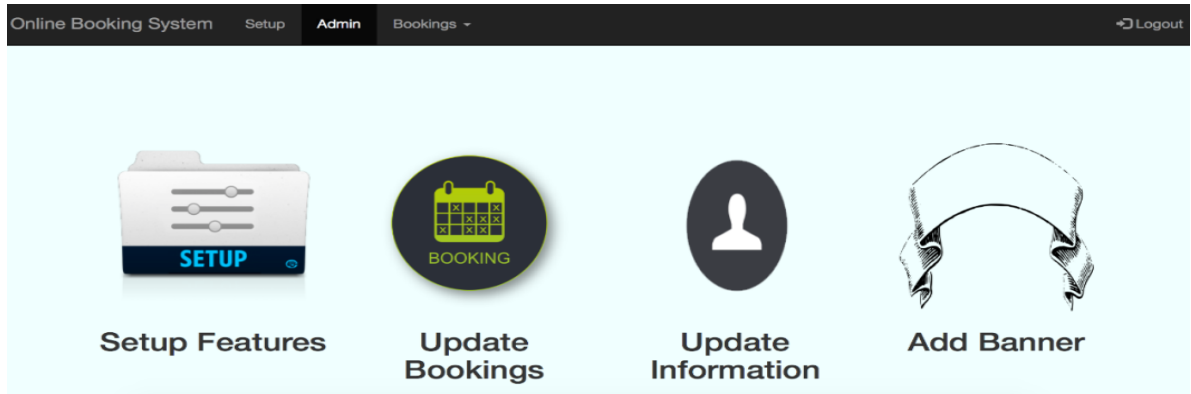 Online Booking System Setup Admin Bookings Logout
SETUP
BOOKING
Setup Features
Update
Bookings
Update
Information
Add Banner